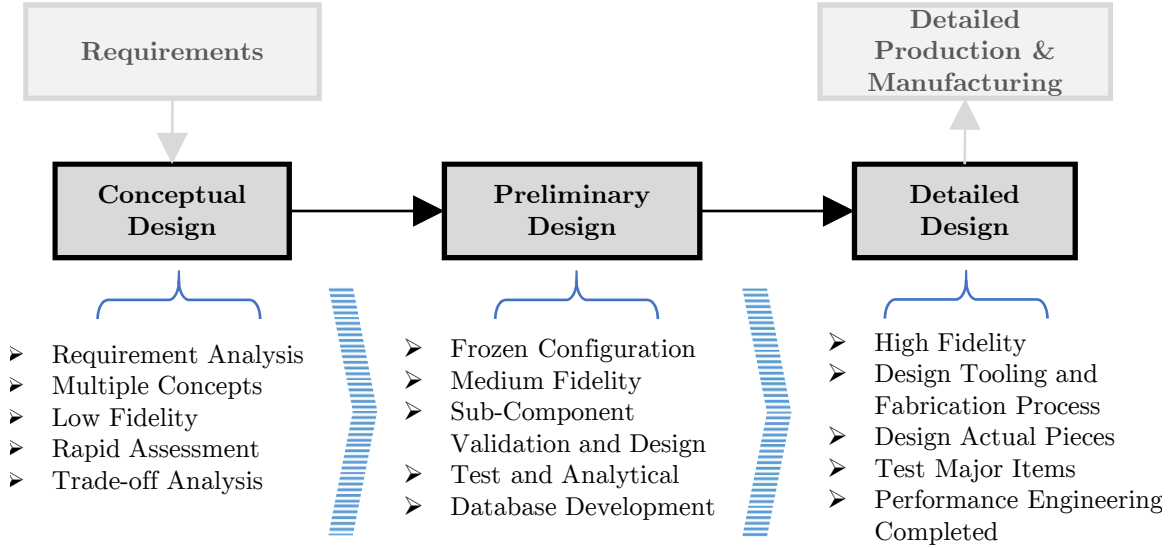 Requirements
Detailed
Production &
Manufacturing
Conceptual
Design
Preliminary
Design
Detailed
Design
➢ Requirement Analysis
➢ Multiple Concepts
➢ Low Fidelity
➢ Rapid Assessment
➢ Trade-off Analysis
➢ Frozen Configuration
➢ Medium Fidelity
➢ Sub-Component
Validation and Design
➢ Test and Analytical
➢ Database Development
➢ High Fidelity
➢ Design Tooling and
Fabrication Process
➢ Design Actual Pieces
➢ Test Major Items
➢ Performance Engineering
Completed